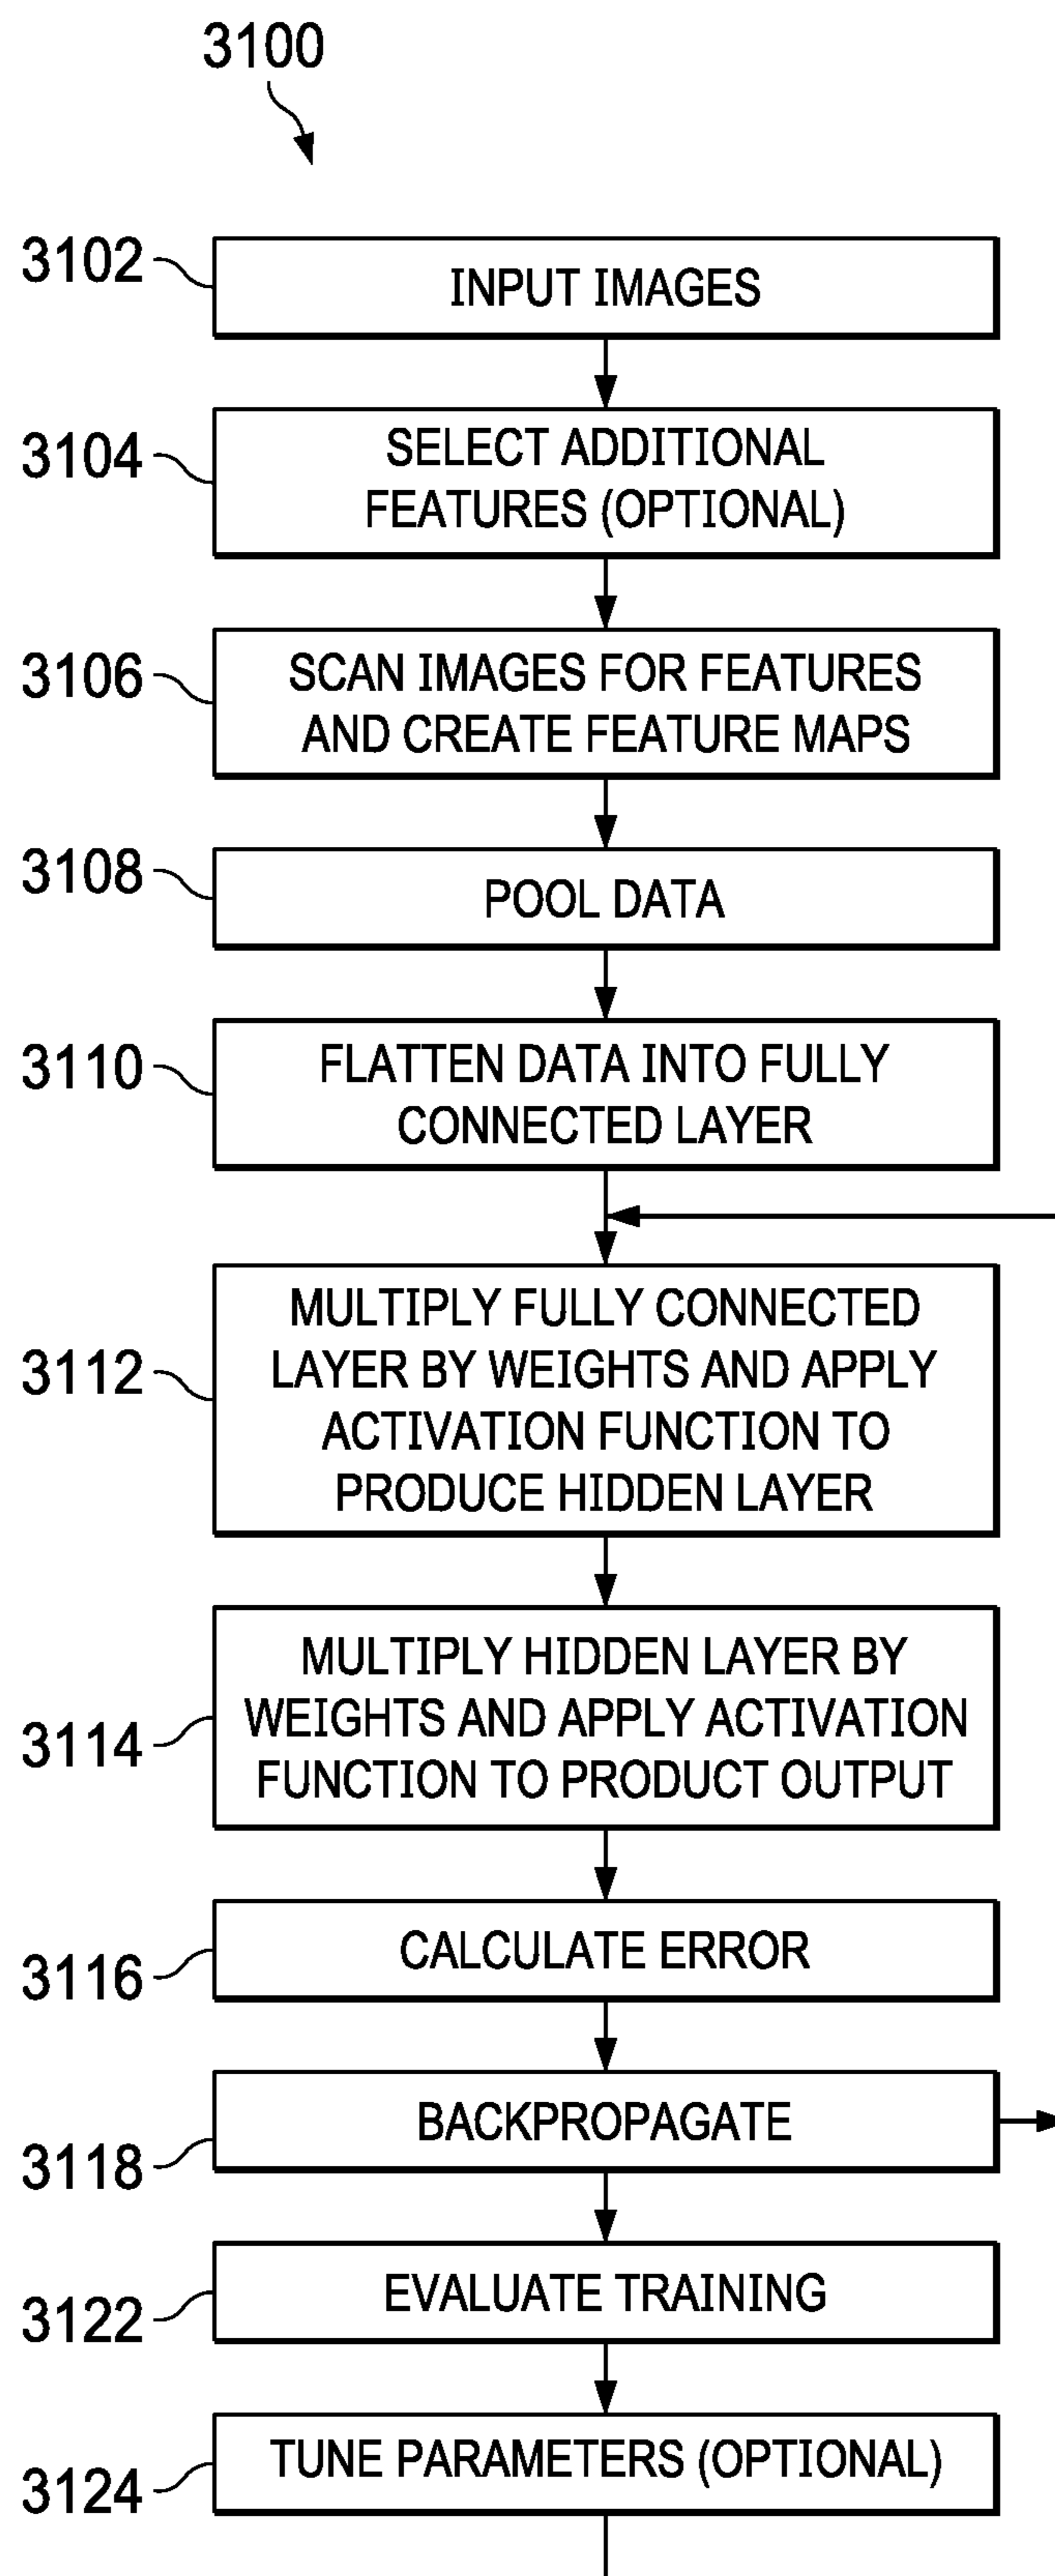 3100
3102
INPUT IMAGES
3104
SELECT ADDITIONAL
FEATURES (OPTIONAL)
3106
SCAN IMAGES FOR FEATURES
AND CREATE FEATURE MAPS
3108
POOL DATA
3110
FLATTEN DATA INTO FULLY
CONNECTED LAYER
3112
MULTIPLY FULLY CONNECTED
LAYER BY WEIGHTS AND APPLY
ACTIVATION FUNCTION TO
PRODUCE HIDDEN LAYER
3114
MULTIPLY HIDDEN LAYER BY
WEIGHTS AND APPLY ACTIVATION
FUNCTION TO PRODUCT OUTPUT
3116
CALCULATE ERROR
3118
BACKPROPAGATE
3122
EVALUATE TRAINING
3124
TUNE PARAMETERS (OPTIONAL)